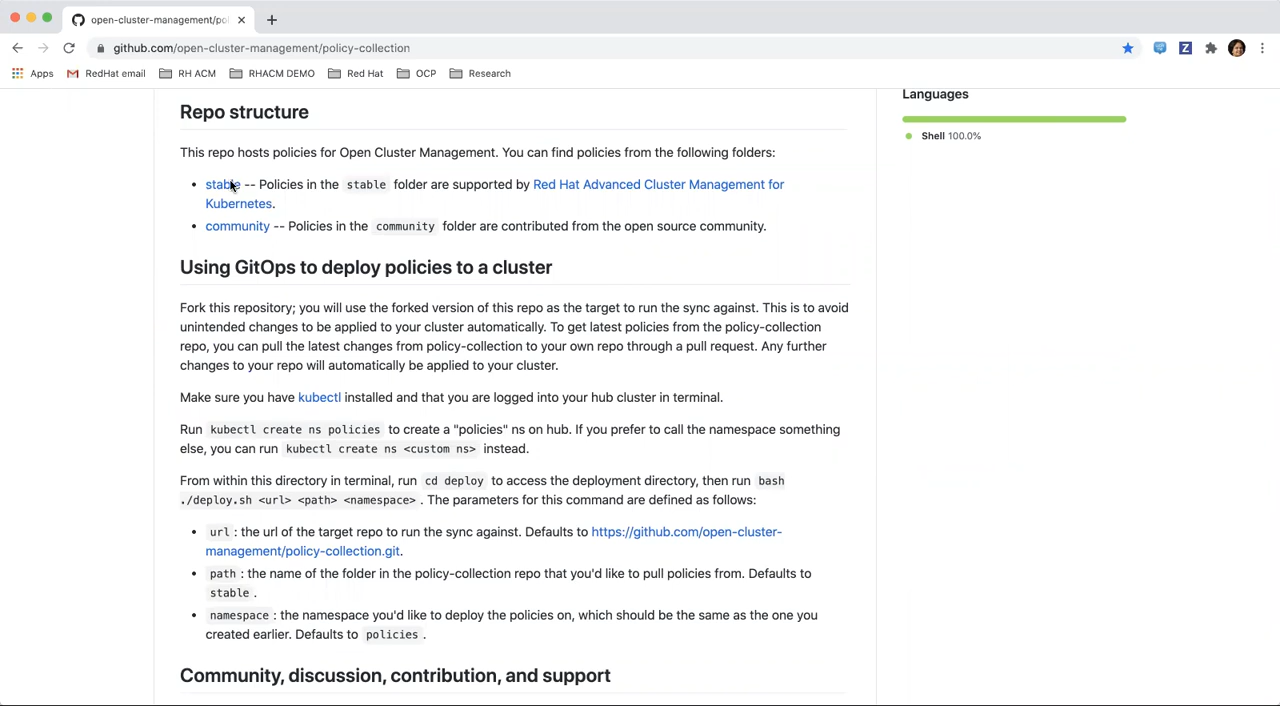 open-cluster-management/pol
github.com/open-cluster-management/policy-collection
Apps RedHat email RH ACM RHACM DEMO Red Hat OCP Research
Repo structure
This repo hosts policies for Open Cluster Management. You can find policies from the following folders:
stable -- Policies in the stable folder are supported by Red Hat Advanced Cluster Management for
Kubernetes.
community -- Policies in the community folder are contributed from the open source community.
Using GitOps to deploy policies to a cluster
Fork this repository; you will use the forked version of this repo as the target to run the sync against. This is to avoid
unintended changes to be applied to your cluster automatically. To get latest policies from the policy-collection
repo, you can pull the latest changes from policy-collection to your own repo through a pull request. Any further
changes to your repo will automatically be applied to your cluster.
Make sure you have kubectl installed and that you are logged into your hub cluster in terminal.
Run kubectl create ns policies to create a "policies" ns on hub. If you prefer to call the namespace something
else, you can run kubectl create ns <custom ns> instead.
From within this directory in terminal, run cd deploy to access the deployment directory, then run bash
./deploy.sh <url> <path> <namespace> . The parameters for this command are defined as follows:
url : the url of the target repo to run the sync against. Defaults to https://github.com/open-cluster-
management/policy-collection.git.
path : the name of the folder in the policy-collection repo that you'd like to pull policies from. Defaults to
stable .
namespace : the namespace you'd like to deploy the policies on, which should be the same as the one you
created earlier. Defaults to policies .
Community, discussion, contribution, and support
Languages
Shell 100.0%
Z